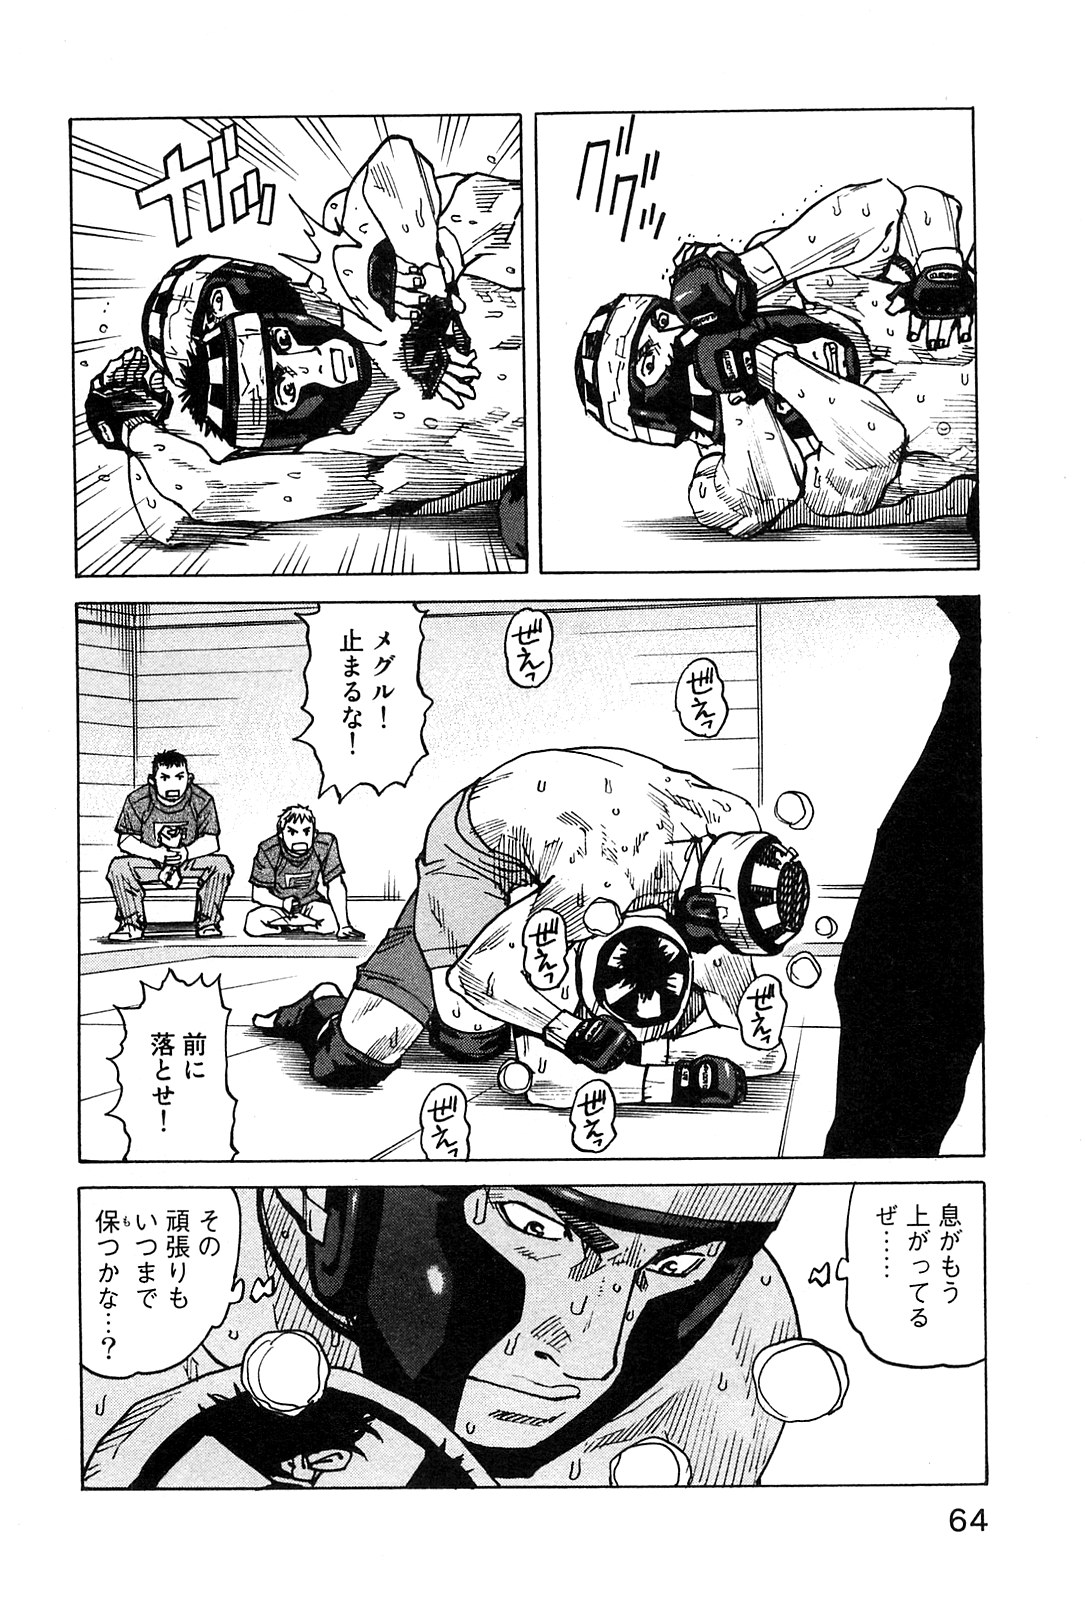 グッ
グッ
ガッ
メグル！
止まるな！
ぜえっ
ぜえっ
ぜえっ
ぜえっ
ぜえっ
ぜえっ
前に
落とせ！
息がもう
上がってる
ぜ……
その
頑張りも
いつまで
保つかな…？
も
64